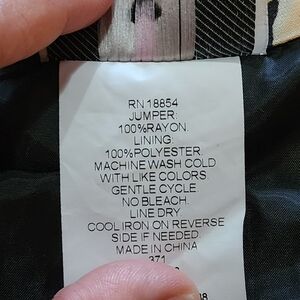 RN 18854
JUMPER:
100%RAYON.
LINING:
100%POLYESTER
MACHINE WASH COLD
WITH LIKE COLORS
GENTLE CYCLE.
NO BLEACH.
LINE DRY
COOL IRON ON REVERSE
SIDE IF NEEDED.
MADE IN CHINA
371